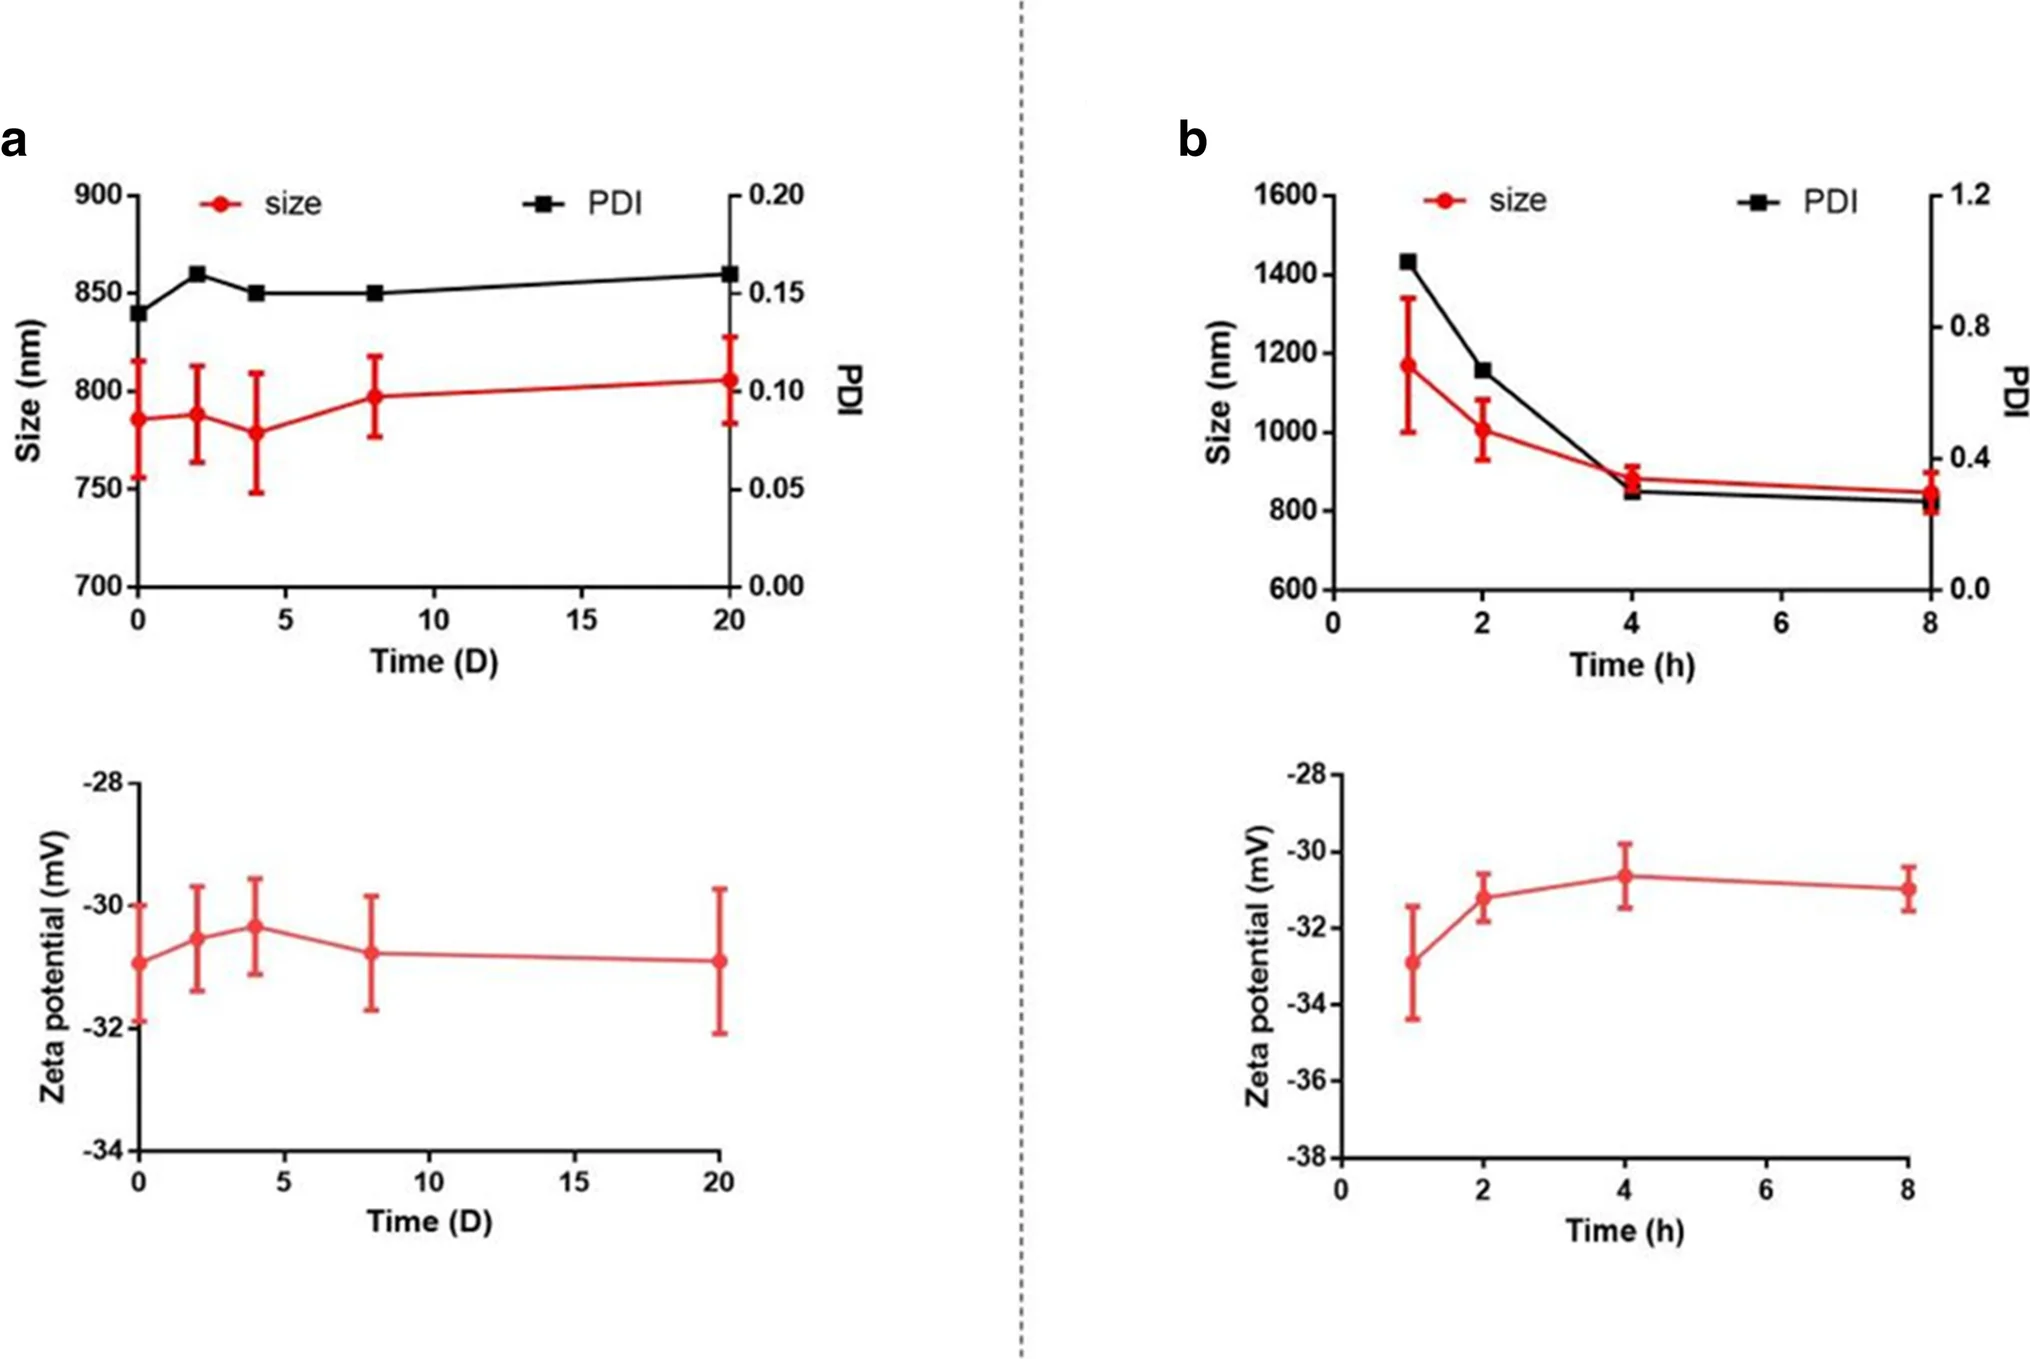 a
size PDI
900
850
800
750
700
Size (nm)
0.20
0.15
0.10
0.05
0.00
PDI
0 5 10 15 20
Time (D)
-28
-30
-32
-34
Zeta potential (mV)
0 5 10 15 20
Time (D)
b
size PDI
1600
1400
1200
1000
800
600
Size (nm)
1.2
0.8
0.4
0.0
PDI
0 2 4 6 8
Time (h)
-28
-30
-32
-34
-36
-38
Zeta potential (mV)
0 2 4 6 8
Time (h)